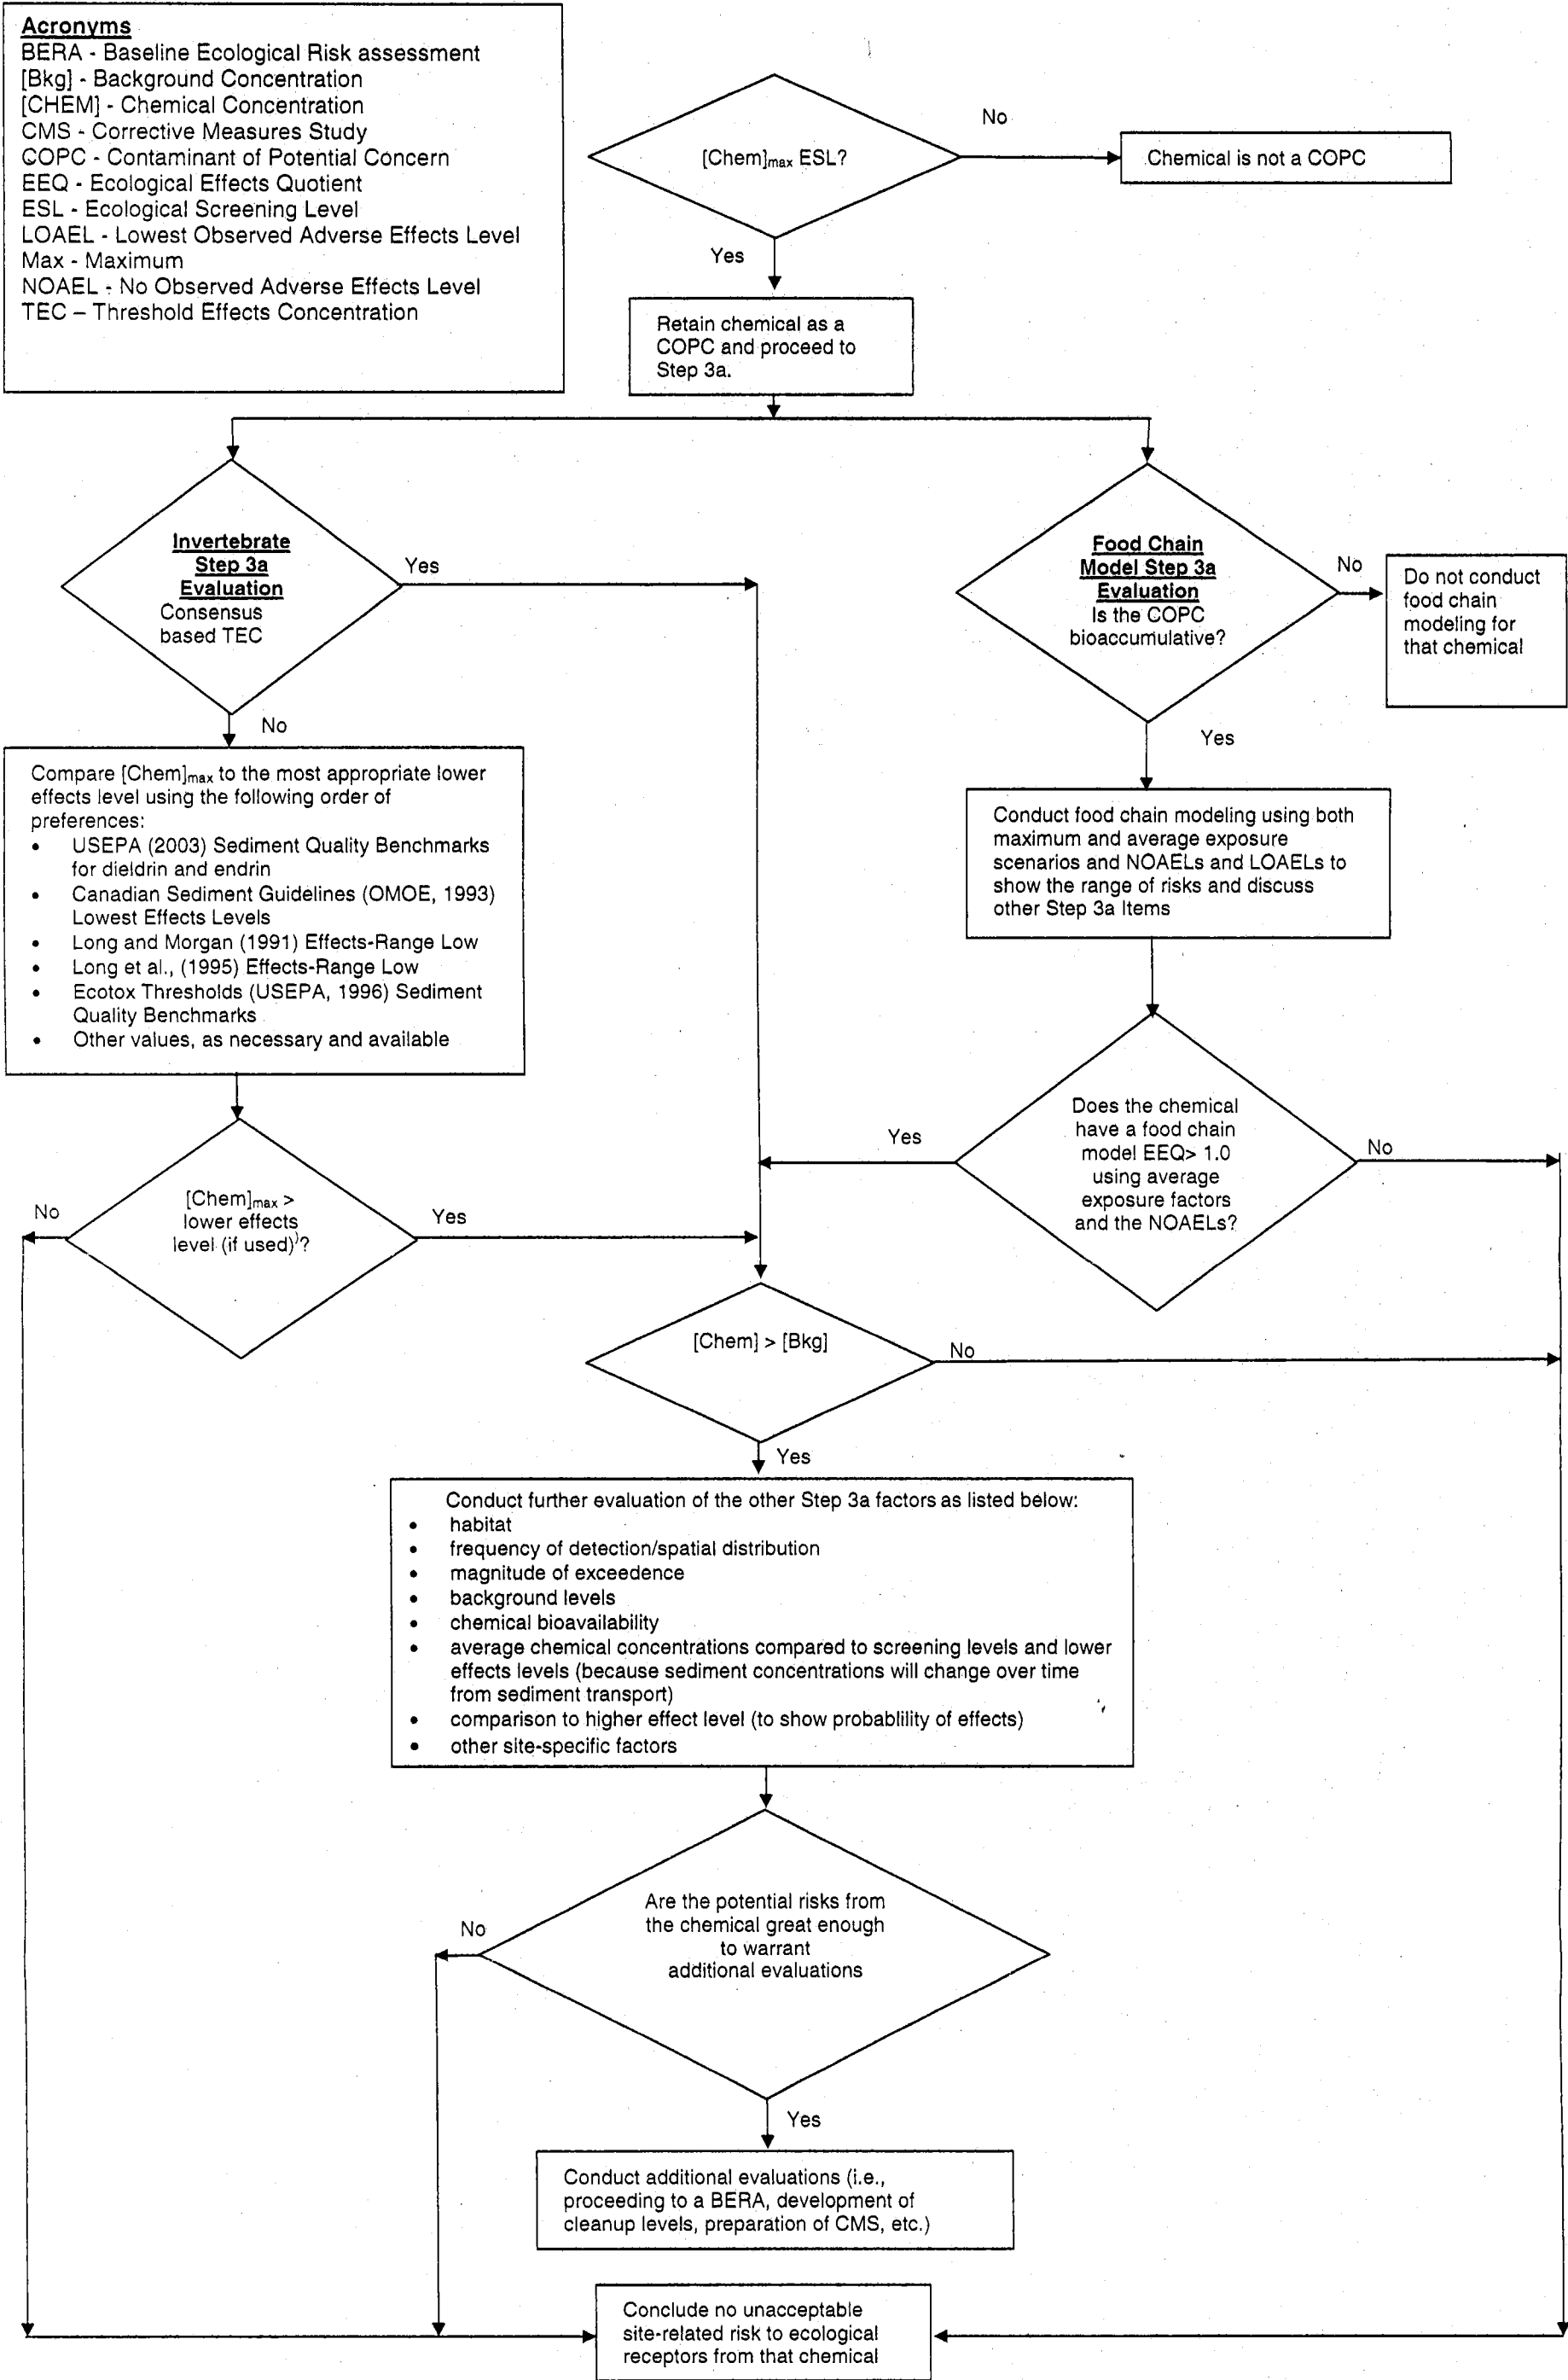 Acronyms
BERA - Baseline Ecological Risk assessment
[Bkg] - Background Concentration
[CHEM] - Chemical Concentration
CMS - Corrective Measures Study
COPC - Contaminant of Potential Concern
EEQ - Ecological Effects Quotient
ESL - Ecological Screening Level
LOAEL - Lowest Observed Adverse Effects Level
Max - Maximum
NOAEL - No Observed Adverse Effects Level
TEC – Threshold Effects Concentration
[Chem]max ESL?
No
Chemical is not a COPC
Yes
Retain chemical as a
COPC and proceed to
Step 3a.
Invertebrate
Step 3a
Evaluation
Consensus
based TEC
Yes
No
Food Chain
Model Step 3a
Evaluation
Is the COPC
bioaccumulative?
No
Do not conduct
food chain
modeling for
that chemical
Yes
Compare [Chem]max to the most appropriate lower
effects level using the following order of
preferences:
• USEPA (2003) Sediment Quality Benchmarks
for dieldrin and endrin
• Canadian Sediment Guidelines (OMOE, 1993)
Lowest Effects Levels
• Long and Morgan (1991) Effects-Range Low
• Long et al., (1995) Effects-Range Low
• Ecotox Thresholds (USEPA, 1996) Sediment
Quality Benchmarks
• Other values, as necessary and available
Conduct food chain modeling using both
maximum and average exposure
scenarios and NOAELs and LOAELs to
show the range of risks and discuss
other Step 3a Items
Does the chemical
have a food chain
model EEQ> 1.0
using average
exposure factors
and the NOAELs?
Yes
No
[Chem]max >
lower effects
level (if used))?
No
Yes
[Chem] > [Bkg]
No
Yes
Conduct further evaluation of the other Step 3a factors as listed below:
• habitat
• frequency of detection/spatial distribution
• magnitude of exceedence
• background levels
• chemical bioavailability
• average chemical concentrations compared to screening levels and lower
effects levels (because sediment concentrations will change over time
from sediment transport)
• comparison to higher effect level (to show probablility of effects)
• other site-specific factors
Are the potential risks from
the chemical great enough
to warrant
additional evaluations
No
Yes
Conduct additional evaluations (i.e.,
proceeding to a BERA, development of
cleanup levels, preparation of CMS, etc.)
Conclude no unacceptable
site-related risk to ecological
receptors from that chemical